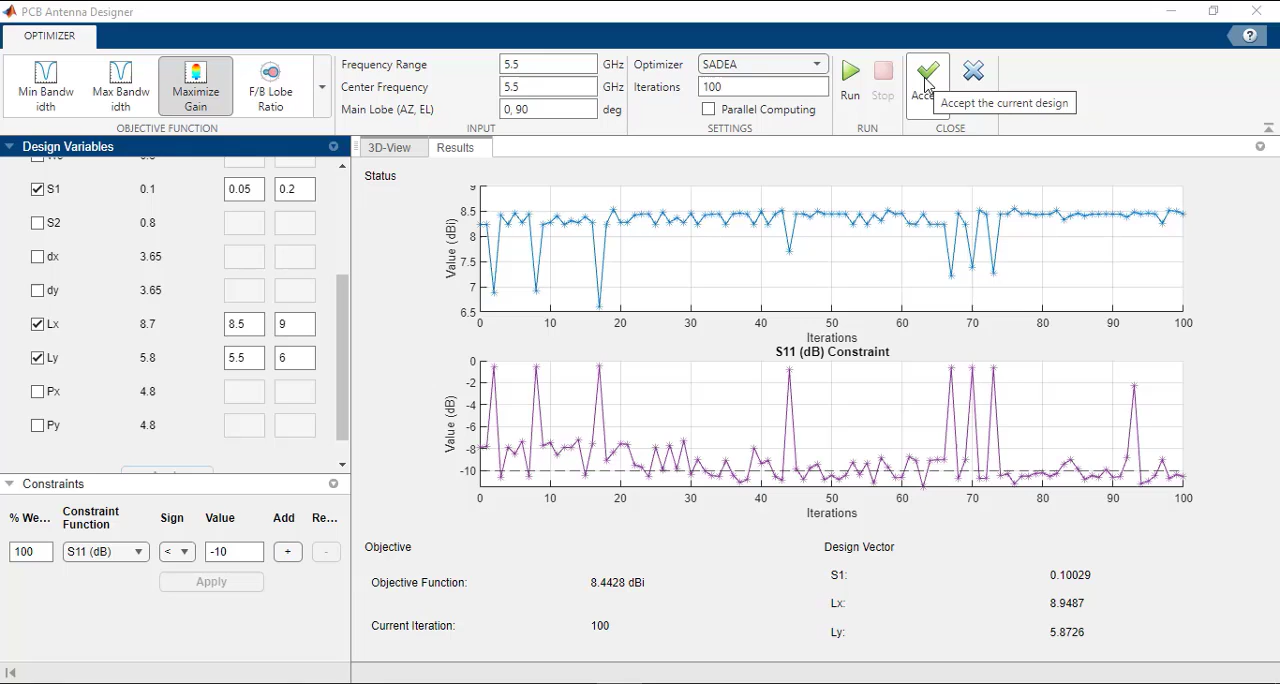 PCB Antenna Designer
OPTIMIZER
?
Min Bandw
idth
Max Bandw
idth
Maximize
Gain
F/B Lobe
Ratio
OBJECTIVE FUNCTION
Frequency Range 5.5 GHz
Center Frequency 5.5 GHz
Main Lobe (AZ, EL) 0, 90 deg
INPUT
Optimizer SADEA
Iterations 100
Parallel Computing
SETTINGS
Run
Stop
RUN
Accept the current design
CLOSE
Design Variables
S1 0.1 0.05 0.2
S2 0.8
dx 3.65
dy 3.65
Lx 8.7 8.5 9
Ly 5.8 5.5 6
Px 4.8
Py 4.8
Constraints
% We... Constraint Function Sign Value Add Re...
100 S11 (dB) < -10 + -
Apply
3D-View
Results
Status
Value (dBi)
9
8.5
8
7.5
7
6.5
0 10 20 30 40 50 60 70 80 90 100
Iterations
S11 (dB) Constraint
Value (dB)
0
-2
-4
-6
-8
-10
0 10 20 30 40 50 60 70 80 90 100
Iterations
Objective
Objective Function: 8.4428 dBi
Current Iteration: 100
Design Vector
S1: 0.10029
Lx: 8.9487
Ly: 5.8726